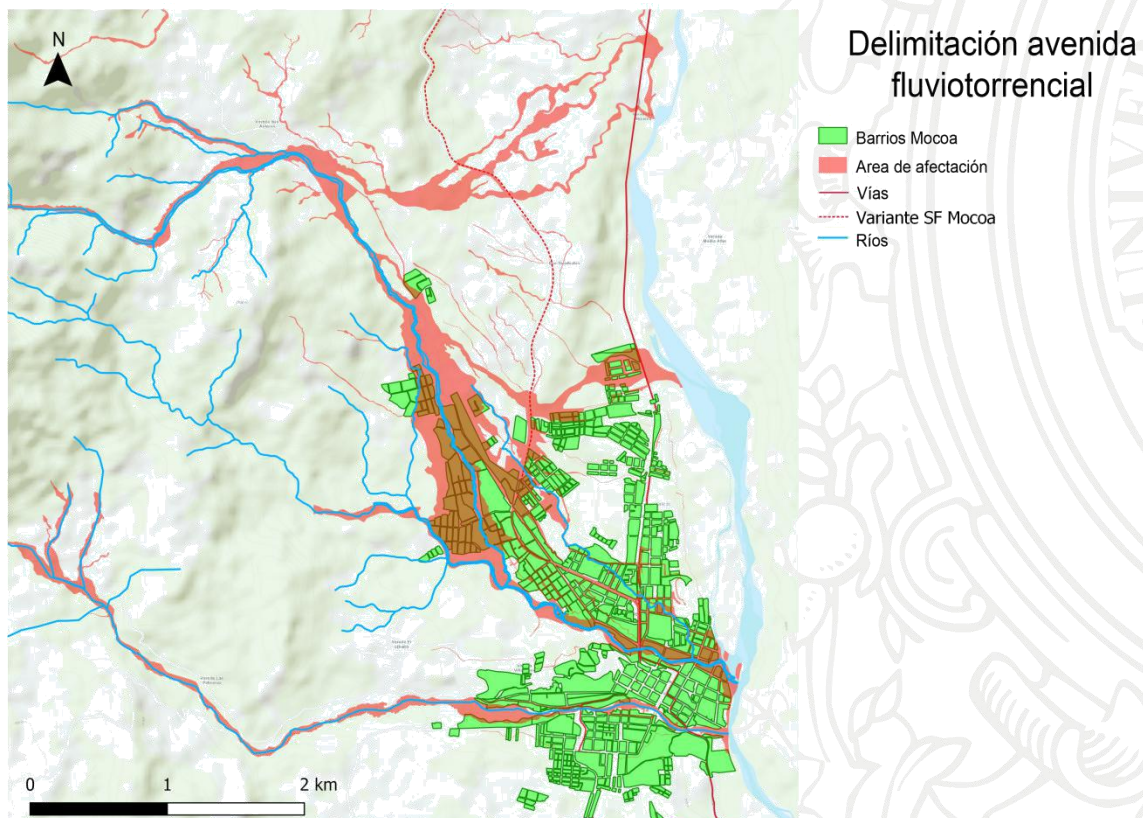 Delimitación avenida
fluviotorrencial
N
Barrios Mocoa
Area de afectación
Vías
Variante SF Mocoa
Ríos
0 1 2 km